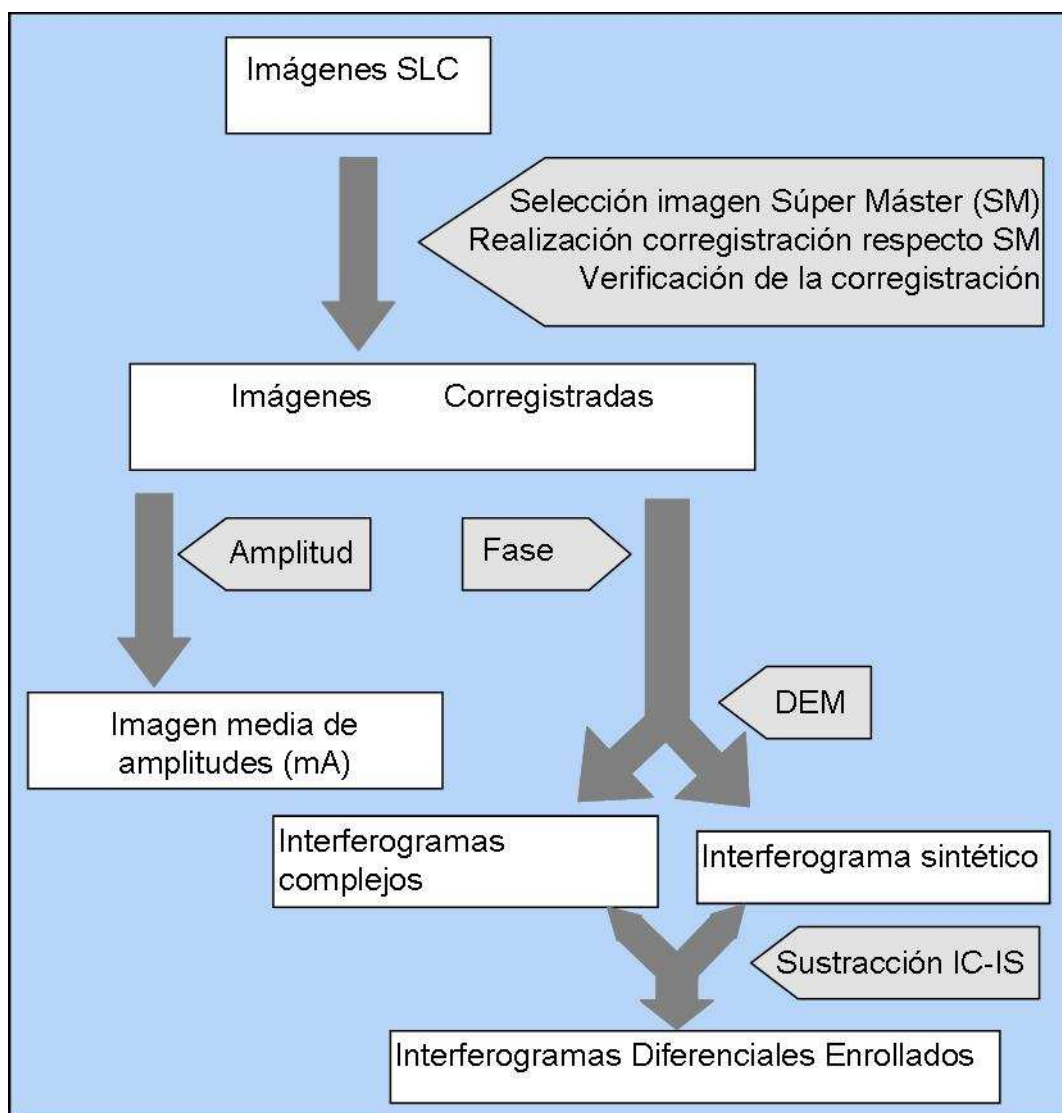 Imágenes SLC
Selección imagen Súper Máster (SM)
Realización corregistración respecto SM
Verificación de la corregistración
Imágenes Corregistradas
Amplitud
Fase
DEM
Imagen media de
amplitudes (mA)
Interferogramas
complejos
Interferograma sintético
Sustracción IC-IS
Interferogramas Diferenciales Enrollados